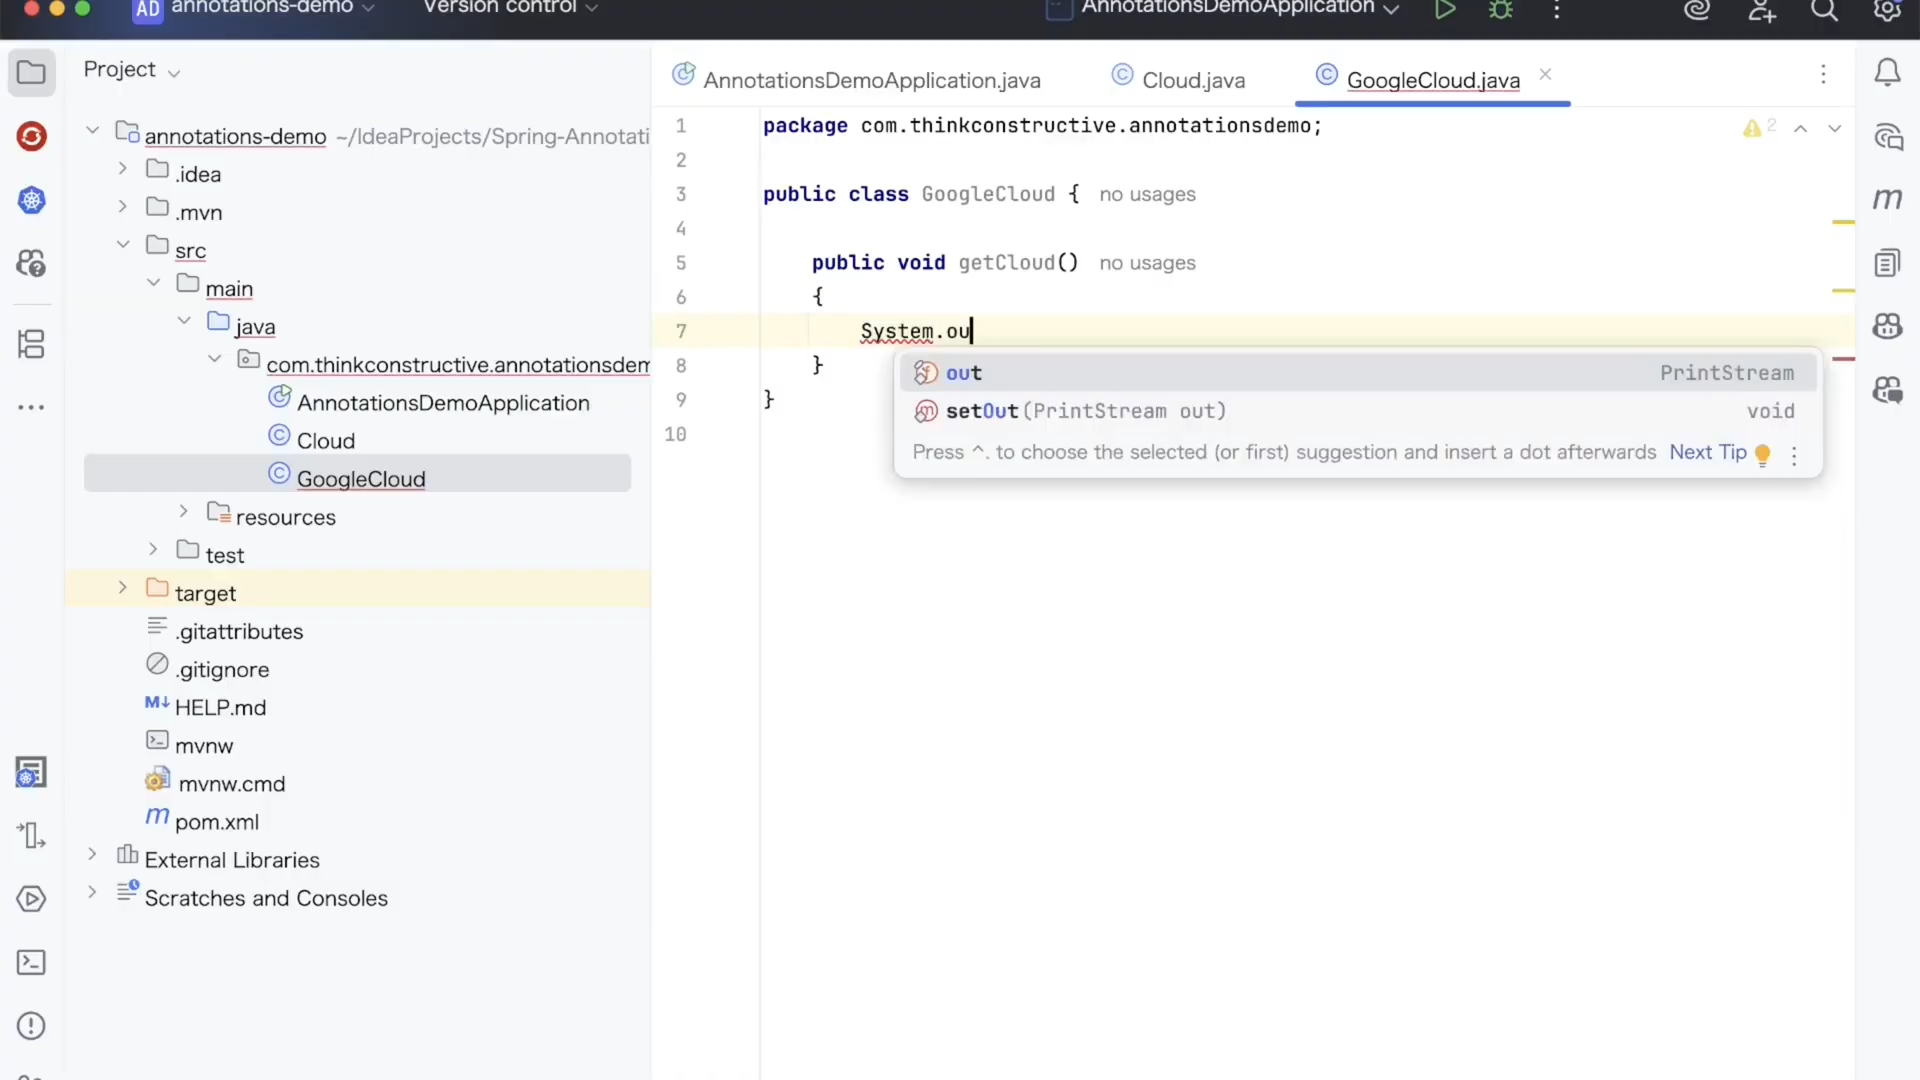 AD annotations-demo Version control AnnotationsDemoApplication
Project
annotations-demo ~/IdeaProjects/Spring-Annotati
.idea
.mvn
src
main
java
com.thinkconstructive.annotationsdem
AnnotationsDemoApplication
Cloud
GoogleCloud
resources
test
target
.gitattributes
.gitignore
M↓ HELP.md
mvnw
mvnw.cmd
m pom.xml
External Libraries
Scratches and Consoles
AnnotationsDemoApplication.java Cloud.java GoogleCloud.java
1 package com.thinkconstructive.annotationsdemo; 2
2
3 public class GoogleCloud { no usages
4
5 public void getCloud() no usages
6 {
7 System.ou
8 }
9 }
10
out PrintStream
setOut(PrintStream out) void
Press ^. to choose the selected (or first) suggestion and insert a dot afterwards Next Tip
m